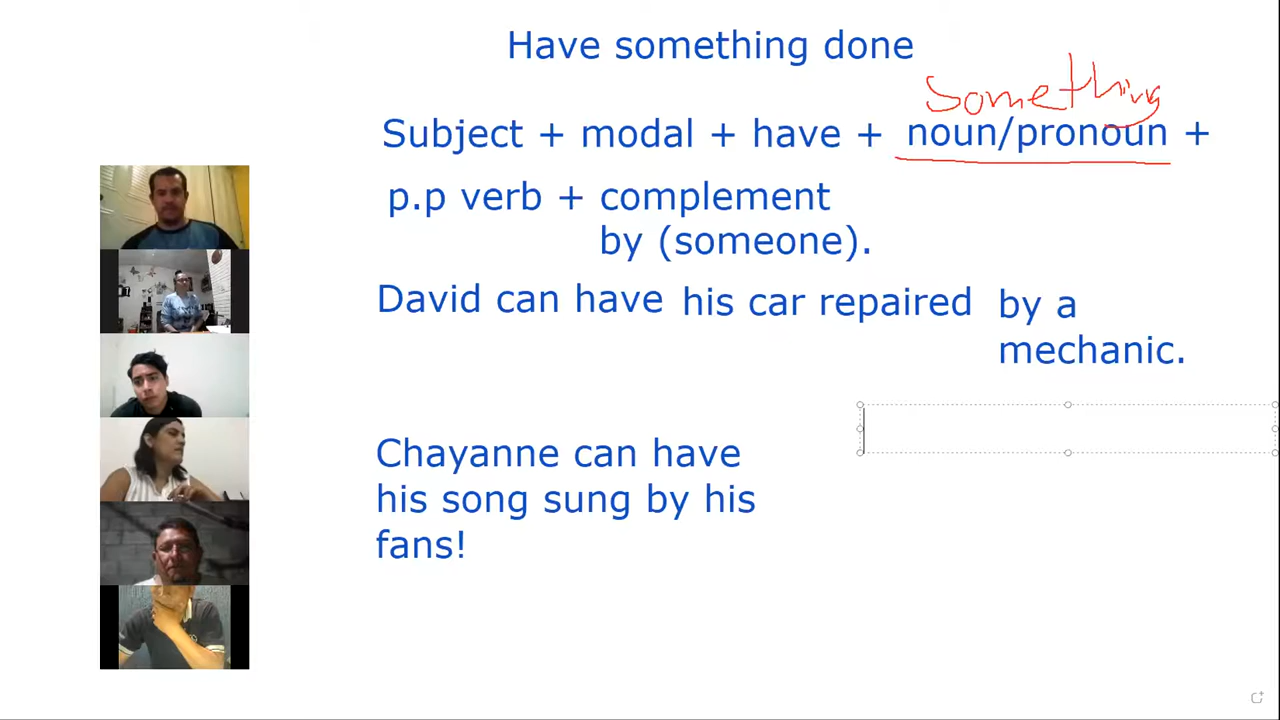 Have something done
something
Subject + modal + have + noun/pronoun +
p.p verb + complement
by (someone).
David can have his car repaired by a
mechanic.
Chayanne can have
his song sung by his
fans!